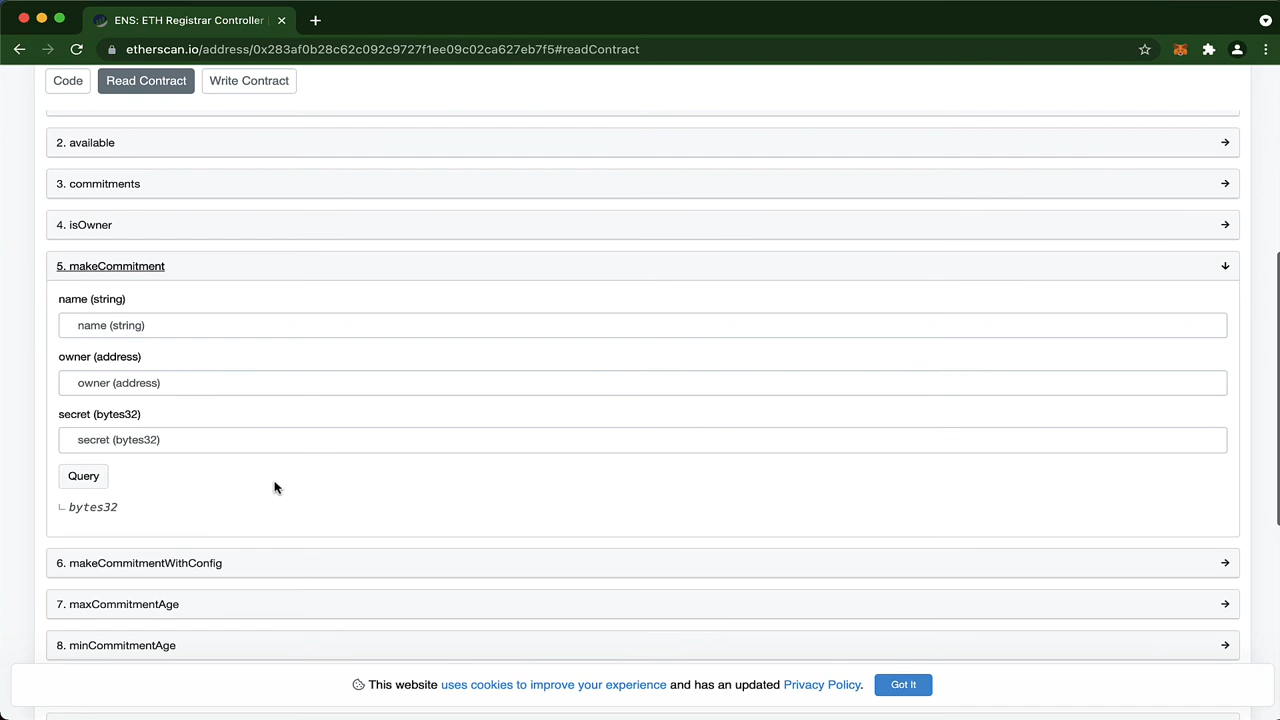 ENS: ETH Registrar Controller
etherscan.io/address/0x283af0b28c62c092c9727f1ee09c02ca627eb7f5#readContract
Code Read Contract Write Contract
2. available
3. commitments
4. isOwner
5. makeCommitment
name (string)
name (string)
owner (address)
owner (address)
secret (bytes32)
secret (bytes32)
Query
bytes32
6. makeCommitmentWithConfig
7. maxCommitmentAge
8. minCommitmentAge
This website uses cookies to improve your experience and has an updated Privacy Policy. Got It